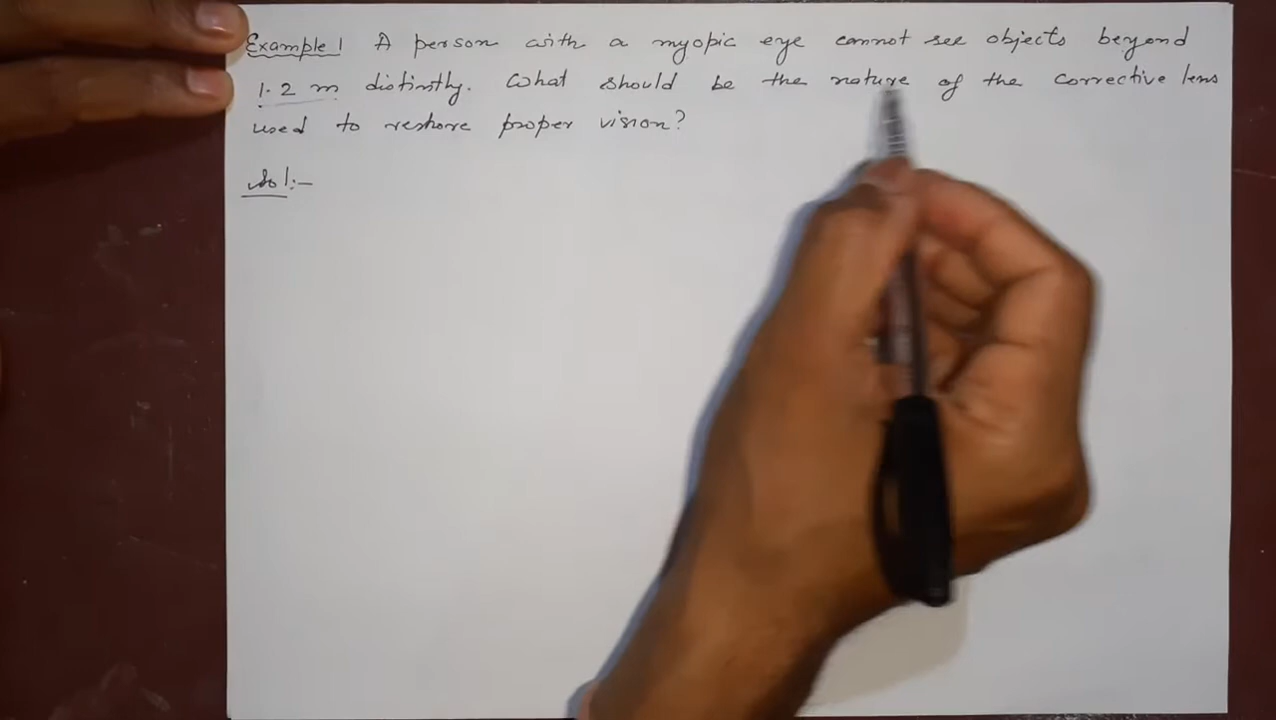 Example 1 A person with a myopic eye cannot see objects beyond
1.2 m distinctly. What should be the nature of the corrective lens
used to restore proper vision?
Sol:-